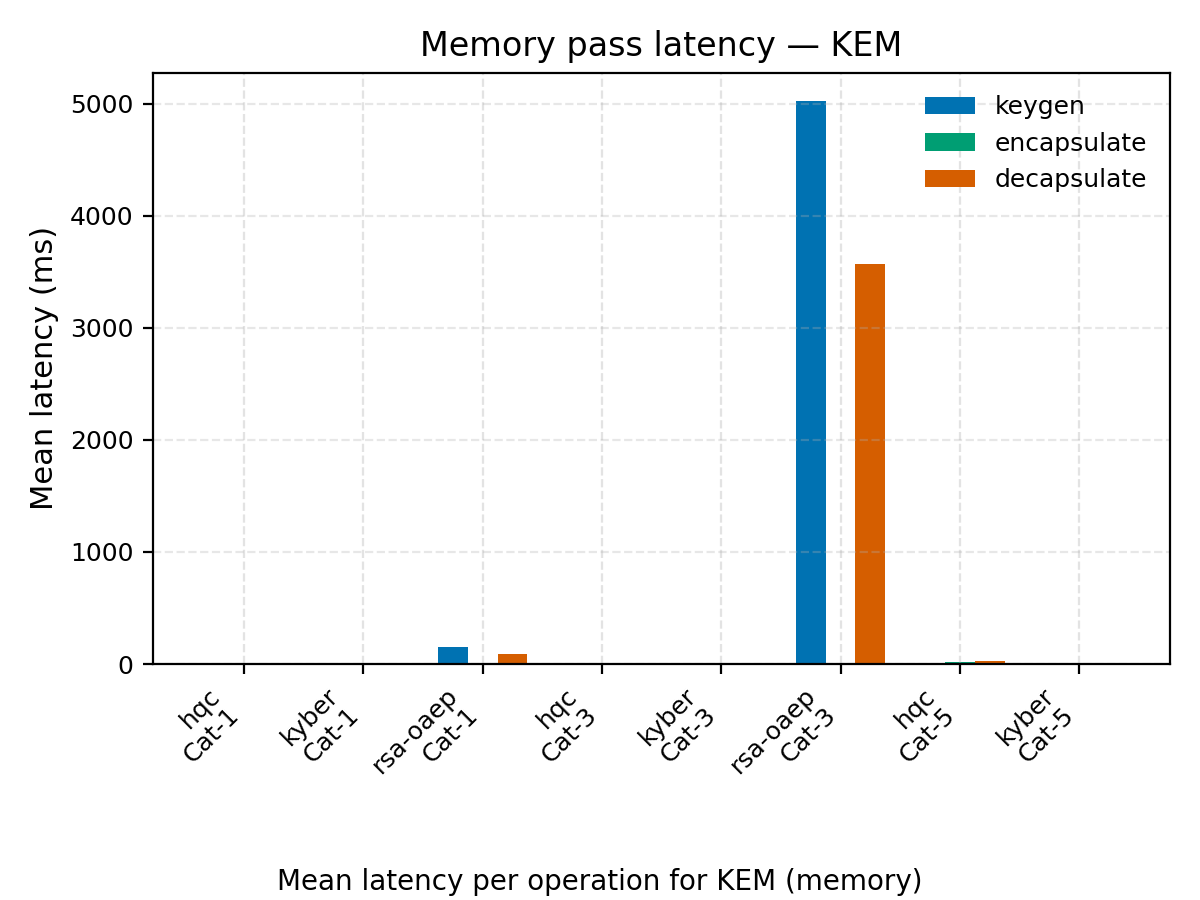 Memory pass latency — KEM
Mean latency (ms)
5000
4000
3000
2000
1000
0
keygen
encapsulate
decapsulate
hqc
Cat-1
kyber
Cat-1
rsa-oaep
Cat-1
hqc
Cat-3
kyber
Cat-3
rsa-oaep
Cat-3
hqc
Cat-5
kyber
Cat-5
Mean latency per operation for KEM (memory)